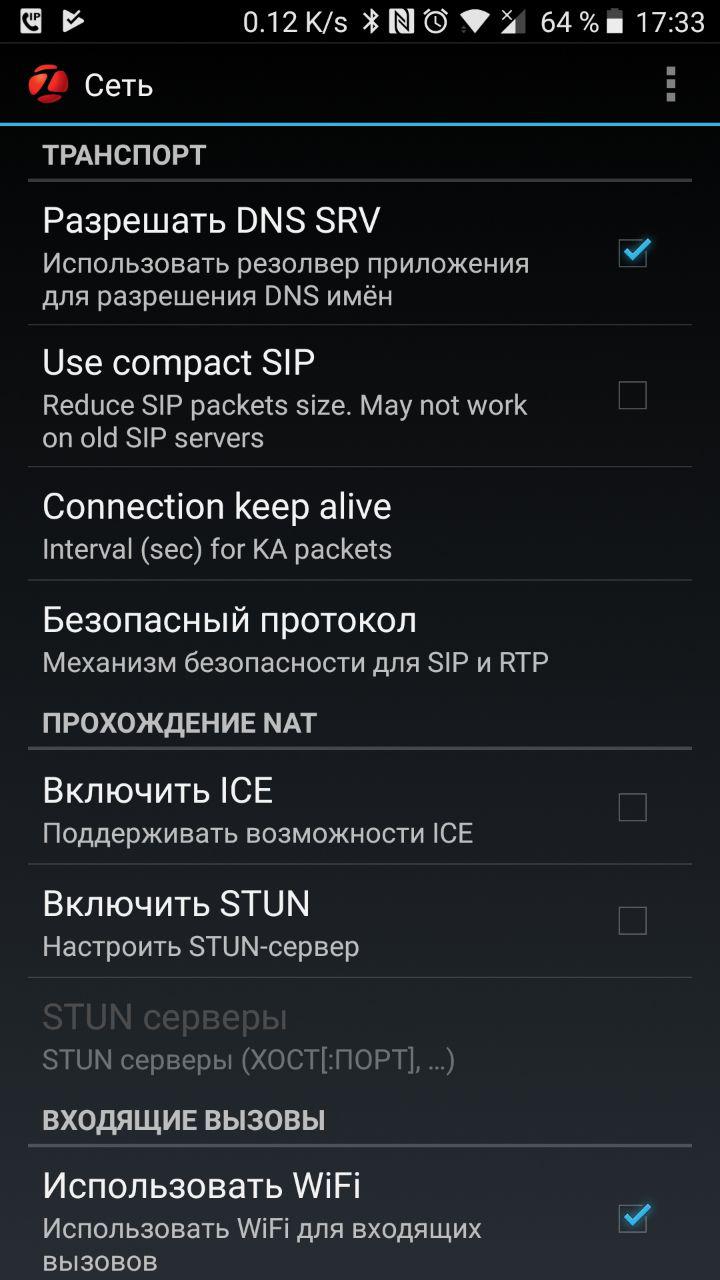 0.12 K/s 64 % 17:33
Сеть
ТРАНСПОРТ
Разрешать DNS SRV
Использовать резолвер приложения
для разрешения DNS имён
Use compact SIP
Reduce SIP packets size. May not work
on old SIP servers
Connection keep alive
Interval (sec) for KA packets
Безопасный протокол
Механизм безопасности для SIP и RTP
ПРОХОЖДЕНИЕ NAT
Включить ICE
Поддерживать возможности ICE
Включить STUN
Настроить STUN-сервер
STUN серверы
STUN серверы (ХОСТ[:ПОРТ], ...)
ВХОДЯЩИЕ ВЫЗОВЫ
Использовать WiFi
Использовать WiFi для входящих
вызовов